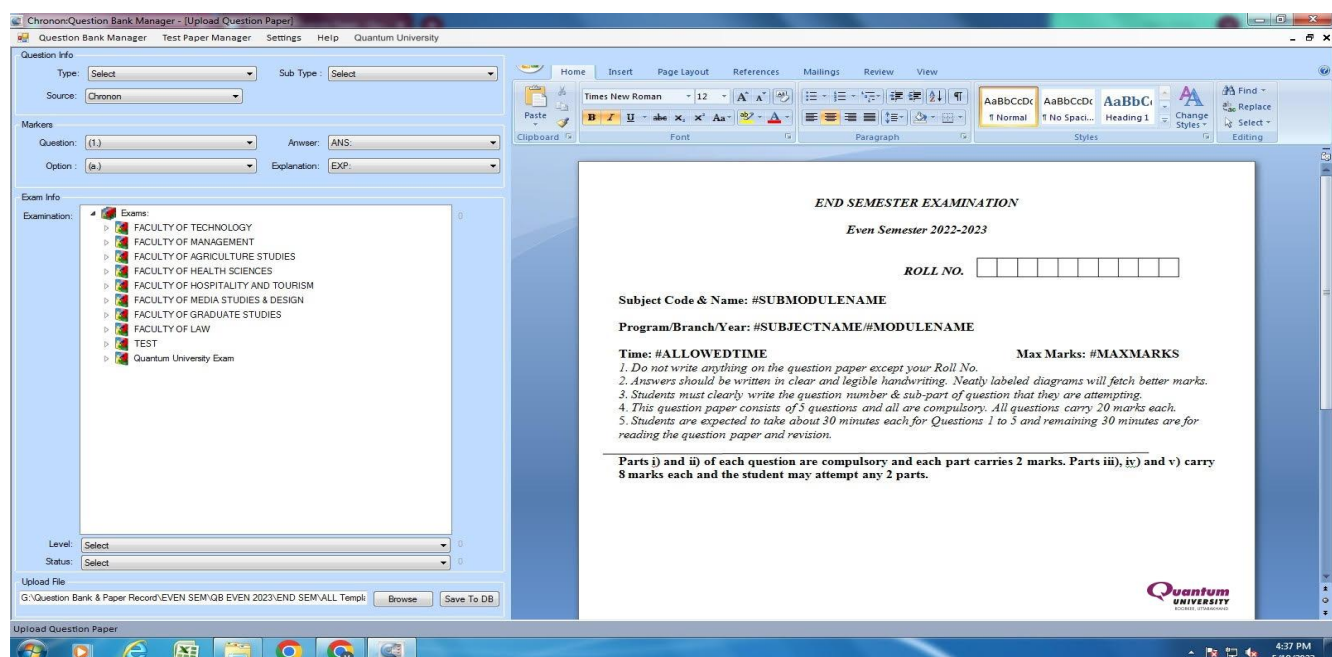 Chronon:Question Bank Manager - [Upload Question Paper]
Question Bank Manager Test Paper Manager Settings Help Quantum University
Question Info
Type: Select Sub Type : Select
Source: Chronon
Markers
Question: (1.) Anwser: ANS:
Option : (a.) Explanation: EXP:
Exam Info
Examination:
Exams:
FACULTY OF TECHNOLOGY
FACULTY OF MANAGEMENT
FACULTY OF AGRICULTURE STUDIES
FACULTY OF HEALTH SCIENCES
FACULTY OF HOSPITALITY AND TOURISM
FACULTY OF MEDIA STUDIES & DESIGN
FACULTY OF GRADUATE STUDIES
FACULTY OF LAW
TEST
Quantum University Exam
Level: Select
Status: Select
Upload File
G:\Question Bank & Paper Record\EVEN SEM\QB EVEN 2023\END SEM\ALL Templ Browse Save To DB
Upload Question Paper
Home Insert Page Layout References Mailings Review View
Paste
Times New Roman 12
AaBbCcDc AaBbCcDc AaBbC
¶ Normal ¶ No Spaci... Heading 1
Change Styles
Find
Replace
Select
Clipboard Font Paragraph Styles Editing
END SEMESTER EXAMINATION
Even Semester 2022-2023
ROLL NO.
Subject Code & Name: #SUBMODULENAME
Program/Branch/Year: #SUBJECTNAME/#MODULENAME
Time: #ALLOWEDTIME Max Marks: #MAXMARKS
1. Do not write anything on the question paper except your Roll No.
2. Answers should be written in clear and legible handwriting. Neatly labeled diagrams will fetch better marks.
3. Students must clearly write the question number & sub-part of question that they are attempting.
4. This question paper consists of 5 questions and all are compulsory. All questions carry 20 marks each.
5. Students are expected to take about 30 minutes each for Questions 1 to 5 and remaining 30 minutes are for
reading the question paper and revision.
Parts i) and ii) of each question are compulsory and each part carries 2 marks. Parts iii), iv) and v) carry
8 marks each and the student may attempt any 2 parts.
Quantum
UNIVERSITY
4:37 PM